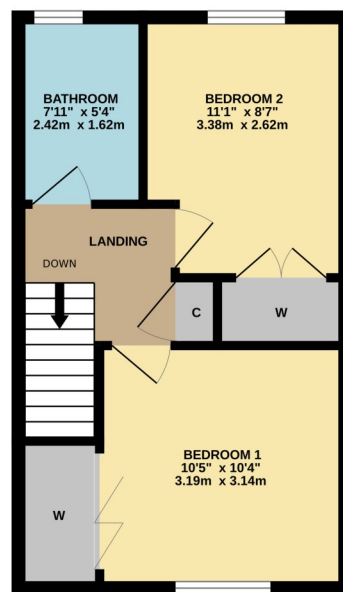 BATHROOM
7'11" x 5'4"
2.42m x 1.62m
BEDROOM 2
11'1" x 8'7"
3.38m x 2.62m
LANDING
DOWN
C
W
BEDROOM 1
10'5" x 10'4"
3.19m x 3.14m
W